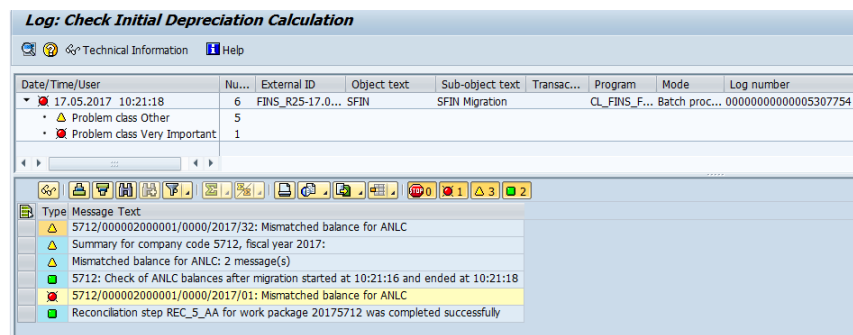 Log: Check Initial Depreciation Calculation
Technical Information Help
Date/Time/User Nu... External ID Object text Sub-object text Transac... Program Mode Log number
17.05.2017 10:21:18 6 FINS_R25-17.0... SFIN SFIN Migration CL_FINS_F... Batch proc... 00000000000005307754
Problem class Other 5
Problem class Very Important 1
0 1 3 2
Type Message Text
5712/000002000001/0000/2017/32: Mismatched balance for ANLC
Summary for company code 5712, fiscal year 2017:
Mismatched balance for ANLC: 2 message(s)
5712: Check of ANLC balances after migration started at 10:21:16 and ended at 10:21:18
5712/000002000001/0000/2017/01: Mismatched balance for ANLC
Reconciliation step REC_5_AA for work package 20175712 was completed successfully